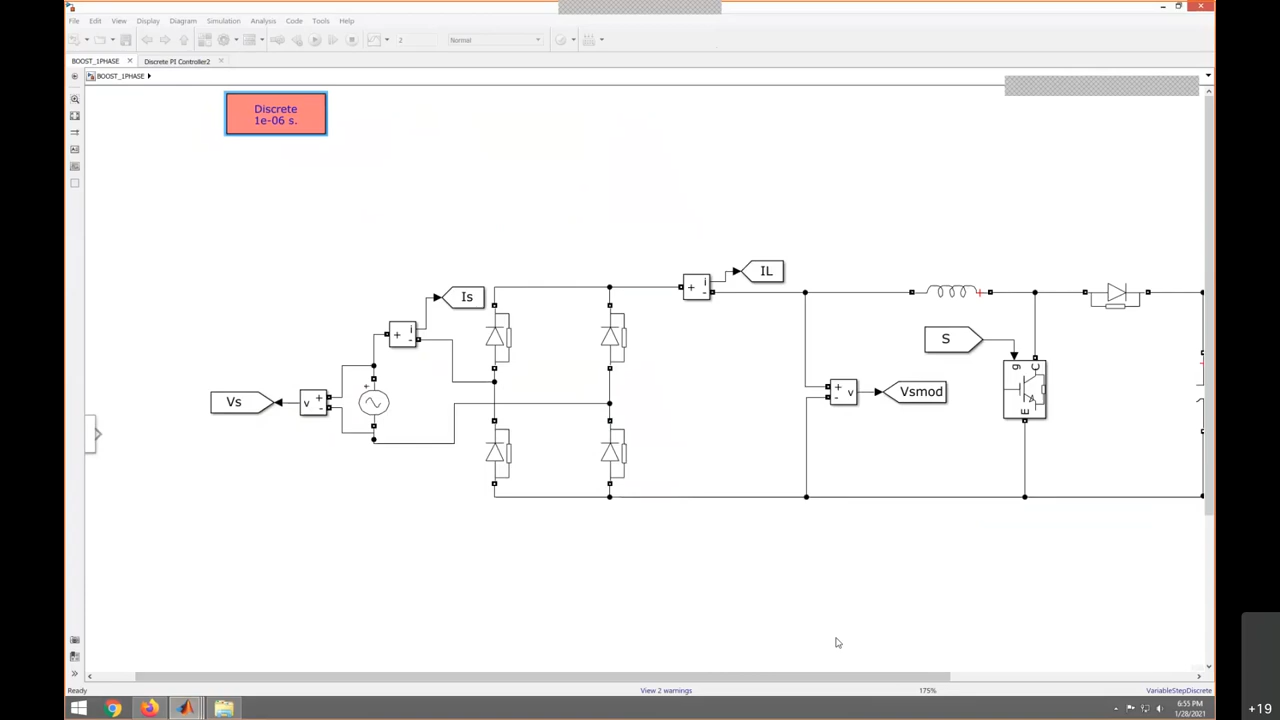 File Edit View Display Diagram Simulation Analysis Code Tools Help
2 Normal
BOOST_1PHASE Discrete PI Controller2
BOOST_1PHASE
Discrete
1e-06 s.
IL
+ i -
Is
+ i -
S
g C E
Vs
v + -
+
+ - v
Vsmod
Ready View 2 warnings 175% VariableStepDiscrete
6:55 PM
1/28/2021
+19